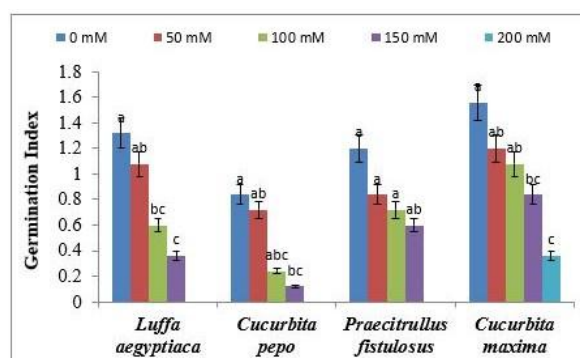 0 mM 50 mM 100 mM 150 mM 200 mM
Germination Index
1.8
1.6
1.4
1.2
1
0.8
0.6
0.4
0.2
0
a ab bc c
a ab abc bc
a a a ab
a ab ab bc c
Luffa aegyptiaca
Cucurbita pepo
Praecitrullus fistulosus
Cucurbita maxima